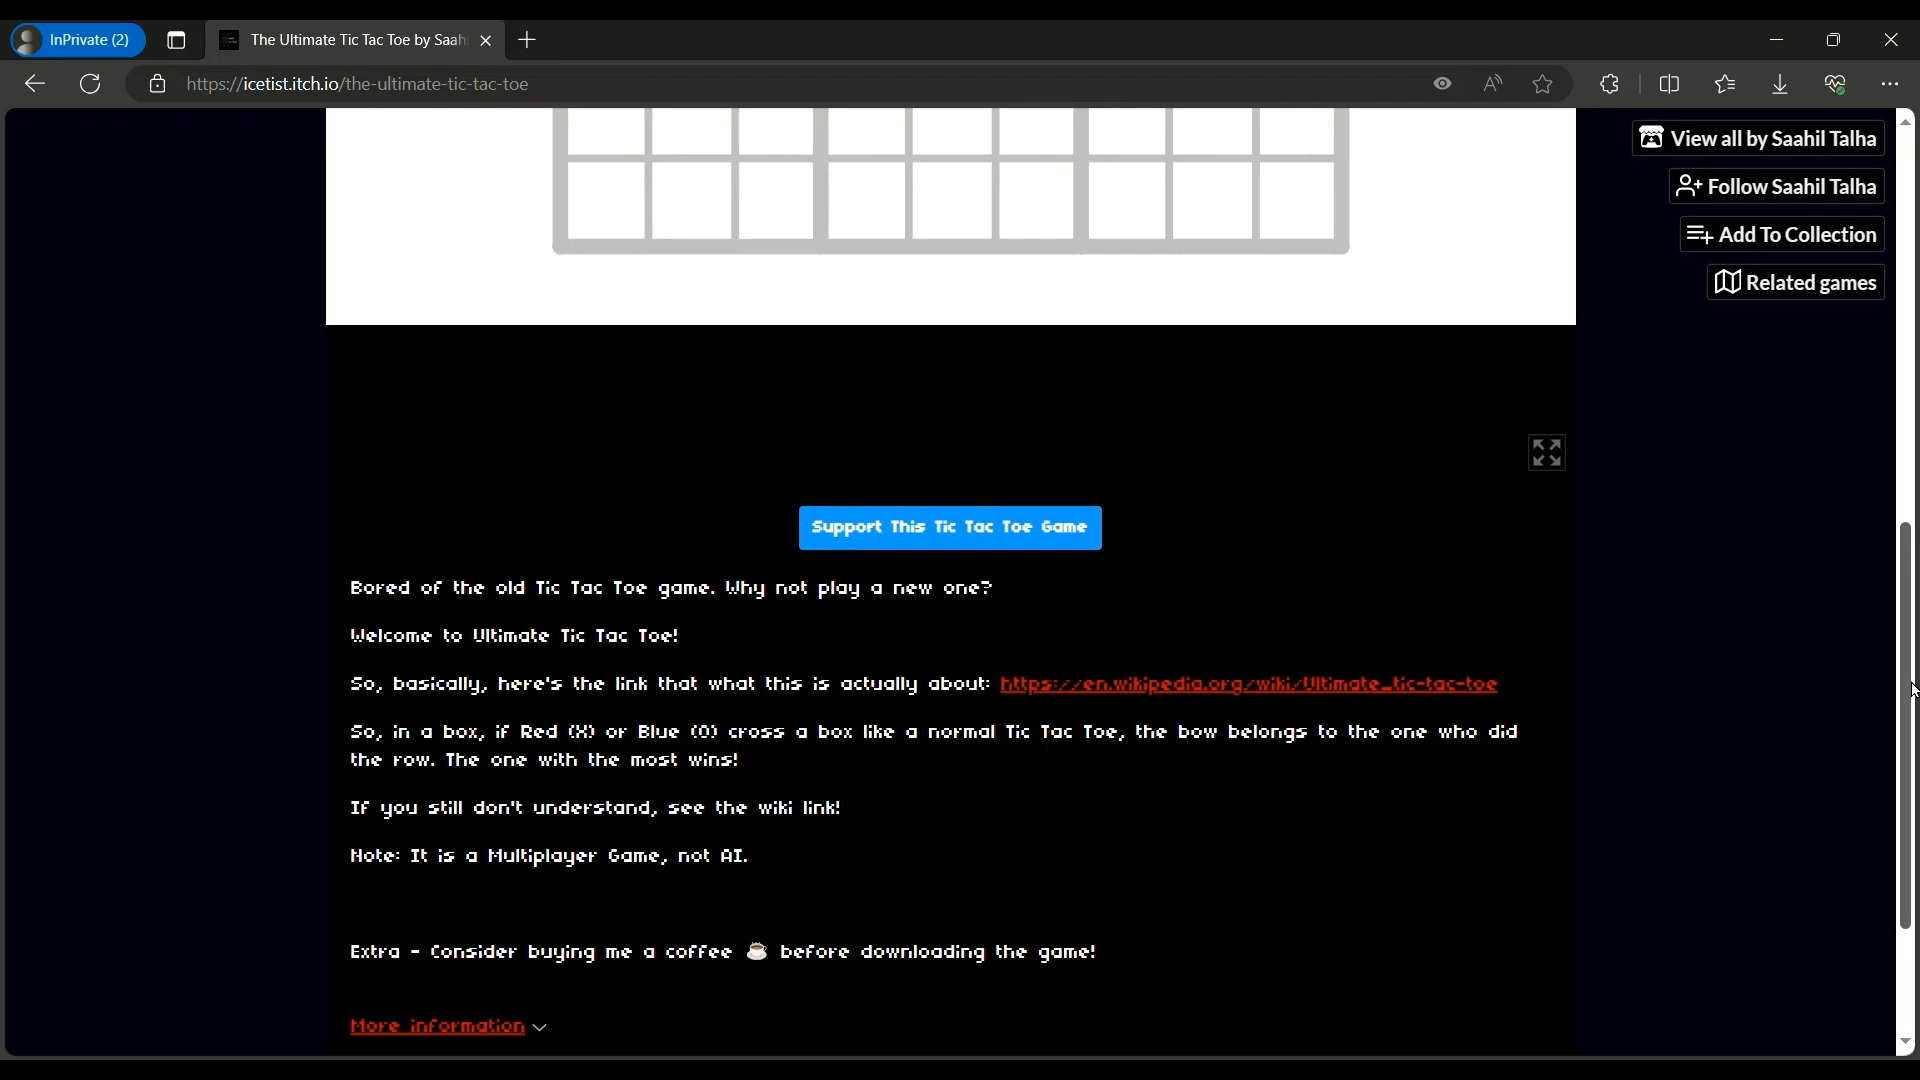 InPrivate (2)
The Ultimate Tic Tac Toe by Saah
https://icetist.itch.io/the-ultimate-tic-tac-toe
View all by Saahil Talha
Follow Saahil Talha
Add To Collection
Related games
Support This Tic Tac Toe Game
Bored of the old Tic Tac Toe game. Why not play a new one?
Welcome to Ultimate Tic Tac Toe!
So, basically, here's the link that what this is actually about: https://en.wikipedia.org/wiki/Ultimate_tic-tac-toe
So, in a box, if Red (X) or Blue (O) cross a box like a normal Tic Tac Toe, the bow belongs to the one who did
the row. The one with the most wins!
If you still don't understand, see the wiki link!
Note: It is a Multiplayer Game, not AI.
Extra - Consider buying me a coffee ☕ before downloading the game!
More information